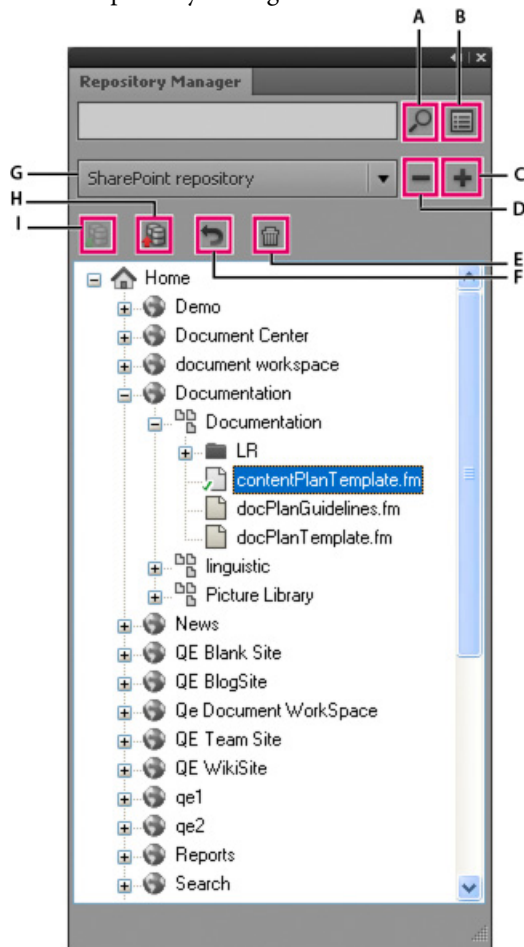 A B
Repository Manager
G SharePoint repository C
H D
I E
F
Home
Demo
Document Center
document workspace
Documentation
Documentation
LR
contentPlanTemplate.fm
docPlanGuidelines.fm
docPlanTemplate.fm
linguistic
Picture Library
News
QE Blank Site
QE BlogSite
Qe Document WorkSpace
QE Team Site
QE WikiSite
qe1
qe2
Reports
Search